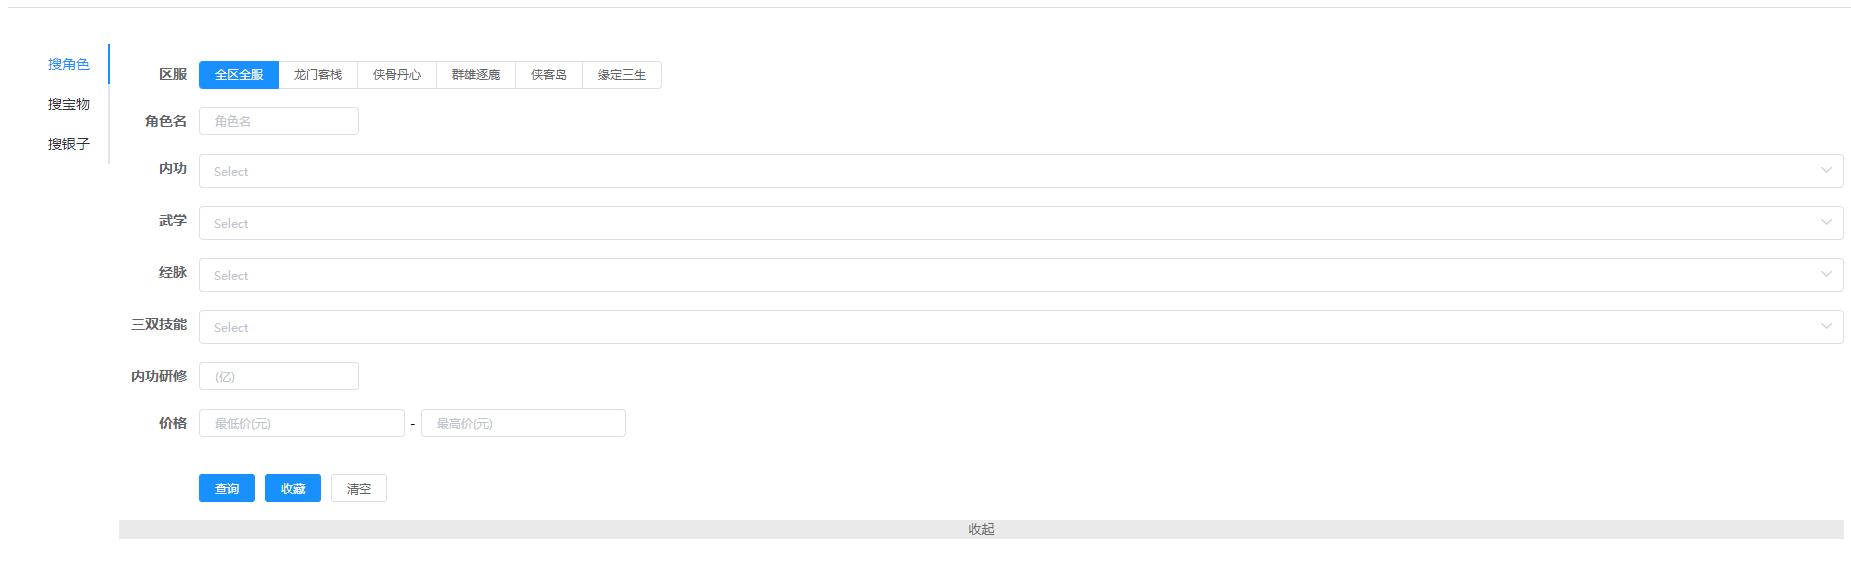 搜角色
搜宝物
搜银子
区服 全区全服 龙门客栈 侠骨丹心 群雄逐鹿 侠客岛 缘定三生
角色名 角色名
内功 Select
武学 Select
经脉 Select
三双技能 Select
内功研修 (亿)
价格 最低价(元) - 最高价(元)
查询 收藏 清空
收起